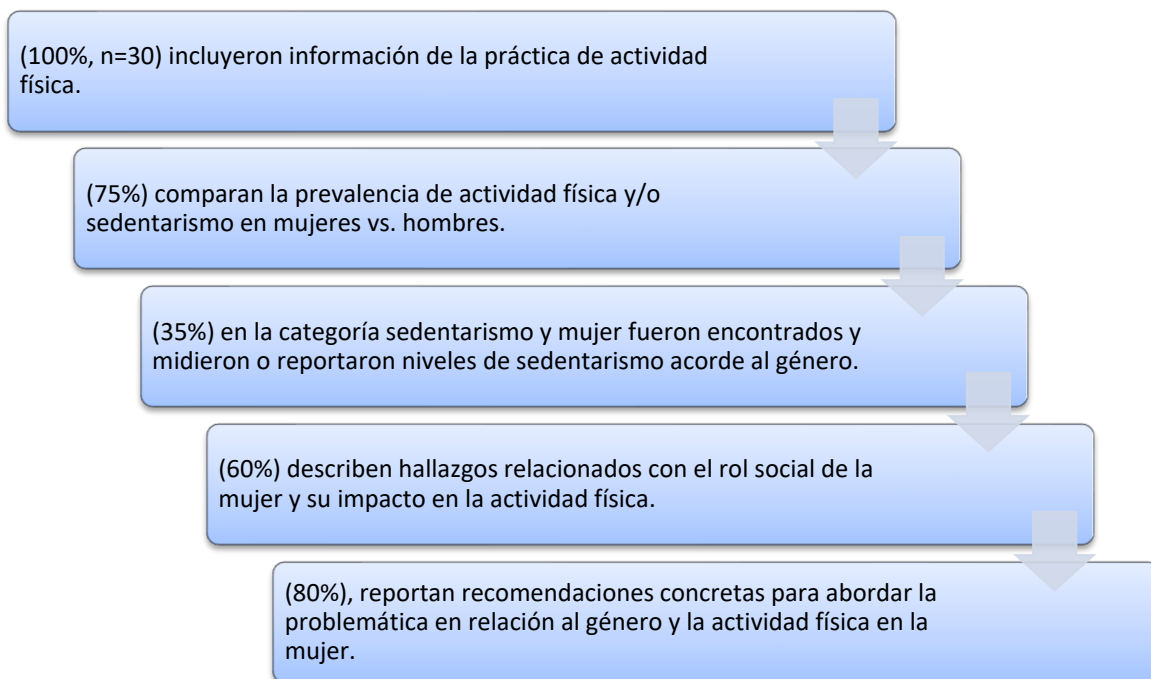 (100%, n=30) incluyeron información de la práctica de actividad
física.
(75%) comparan la prevalencia de actividad física y/o
sedentarismo en mujeres vs. hombres.
(35%) en la categoría sedentarismo y mujer fueron encontrados y
midieron o reportaron niveles de sedentarismo acorde al género.
(60%) describen hallazgos relacionados con el rol social de la
mujer y su impacto en la actividad física.
(80%), reportan recomendaciones concretas para abordar la
problemática en relación al género y la actividad física en la
mujer.